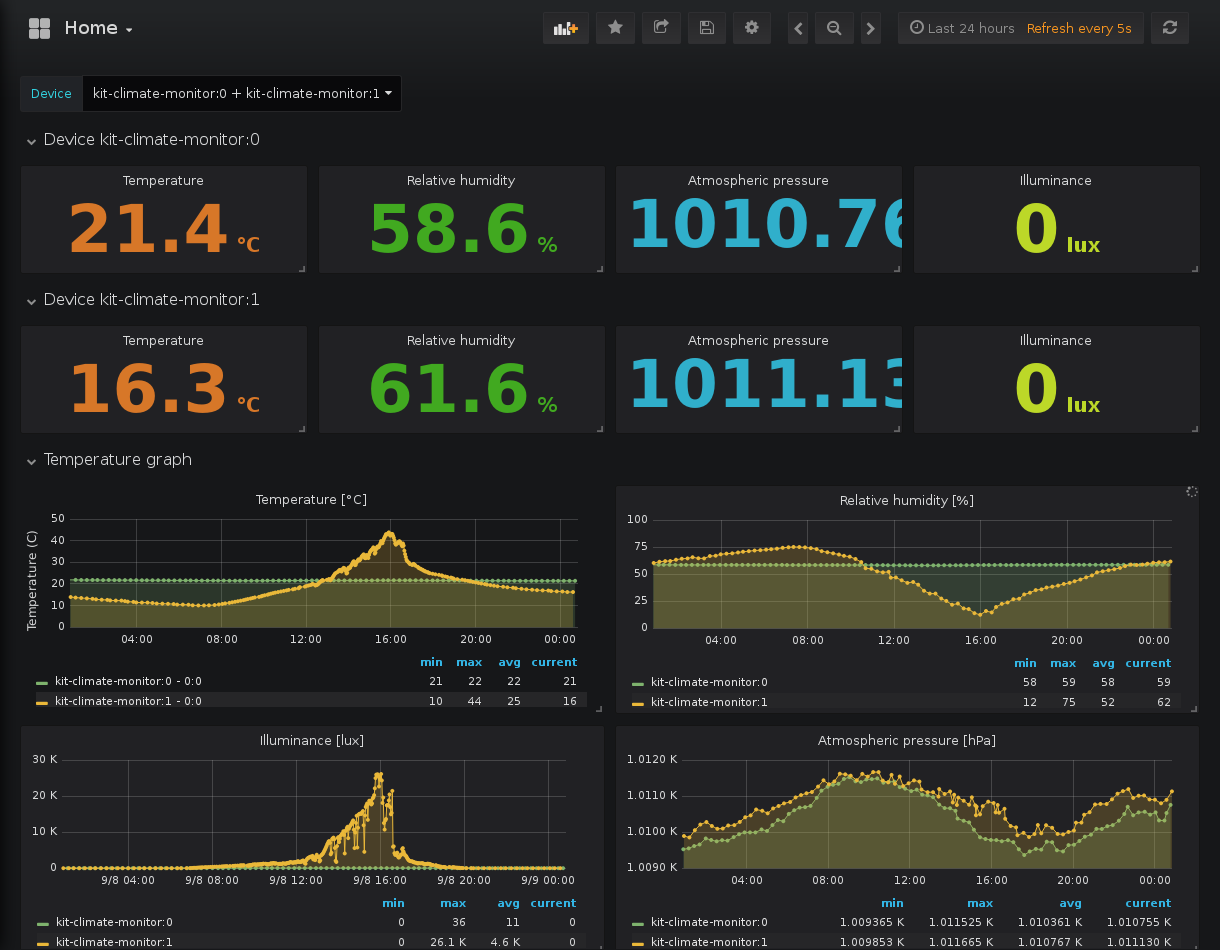 Home
Last 24 hours Refresh every 5s
Device kit-climate-monitor:0 + kit-climate-monitor:1
Device kit-climate-monitor:0
Temperature Relative humidity Atmospheric pressure Illuminance
21.4 °C 58.6 % 1010.76 0 lux
Device kit-climate-monitor:1
Temperature Relative humidity Atmospheric pressure Illuminance
16.3 °C 61.6 % 1011.13 0 lux
Temperature graph
Temperature [°C]
Temperature (C)
50
40
30
20
10
0
04:00 08:00 12:00 16:00 20:00 00:00
min max avg current
kit-climate-monitor:0 - 0:0 21 22 22 21
kit-climate-monitor:1 - 0:0 10 44 25 16
Relative humidity [%]
100
75
50
25
0
04:00 08:00 12:00 16:00 20:00 00:00
min max avg current
kit-climate-monitor:0 58 59 58 59
kit-climate-monitor:1 12 75 52 62
Illuminance [lux]
30 K
20 K
10 K
0
9/8 04:00 9/8 08:00 9/8 12:00 9/8 16:00 9/8 20:00 9/9 00:00
min max avg current
kit-climate-monitor:0 0 36 11 0
kit-climate-monitor:1 0 26.1 K 4.6 K 0
Atmospheric pressure [hPa]
1.0120 K
1.0110 K
1.0100 K
1.0090 K
04:00 08:00 12:00 16:00 20:00 00:00
min max avg current
kit-climate-monitor:0 1.009365 K 1.011525 K 1.010361 K 1.010755 K
kit-climate-monitor:1 1.009853 K 1.011665 K 1.010767 K 1.011130 K